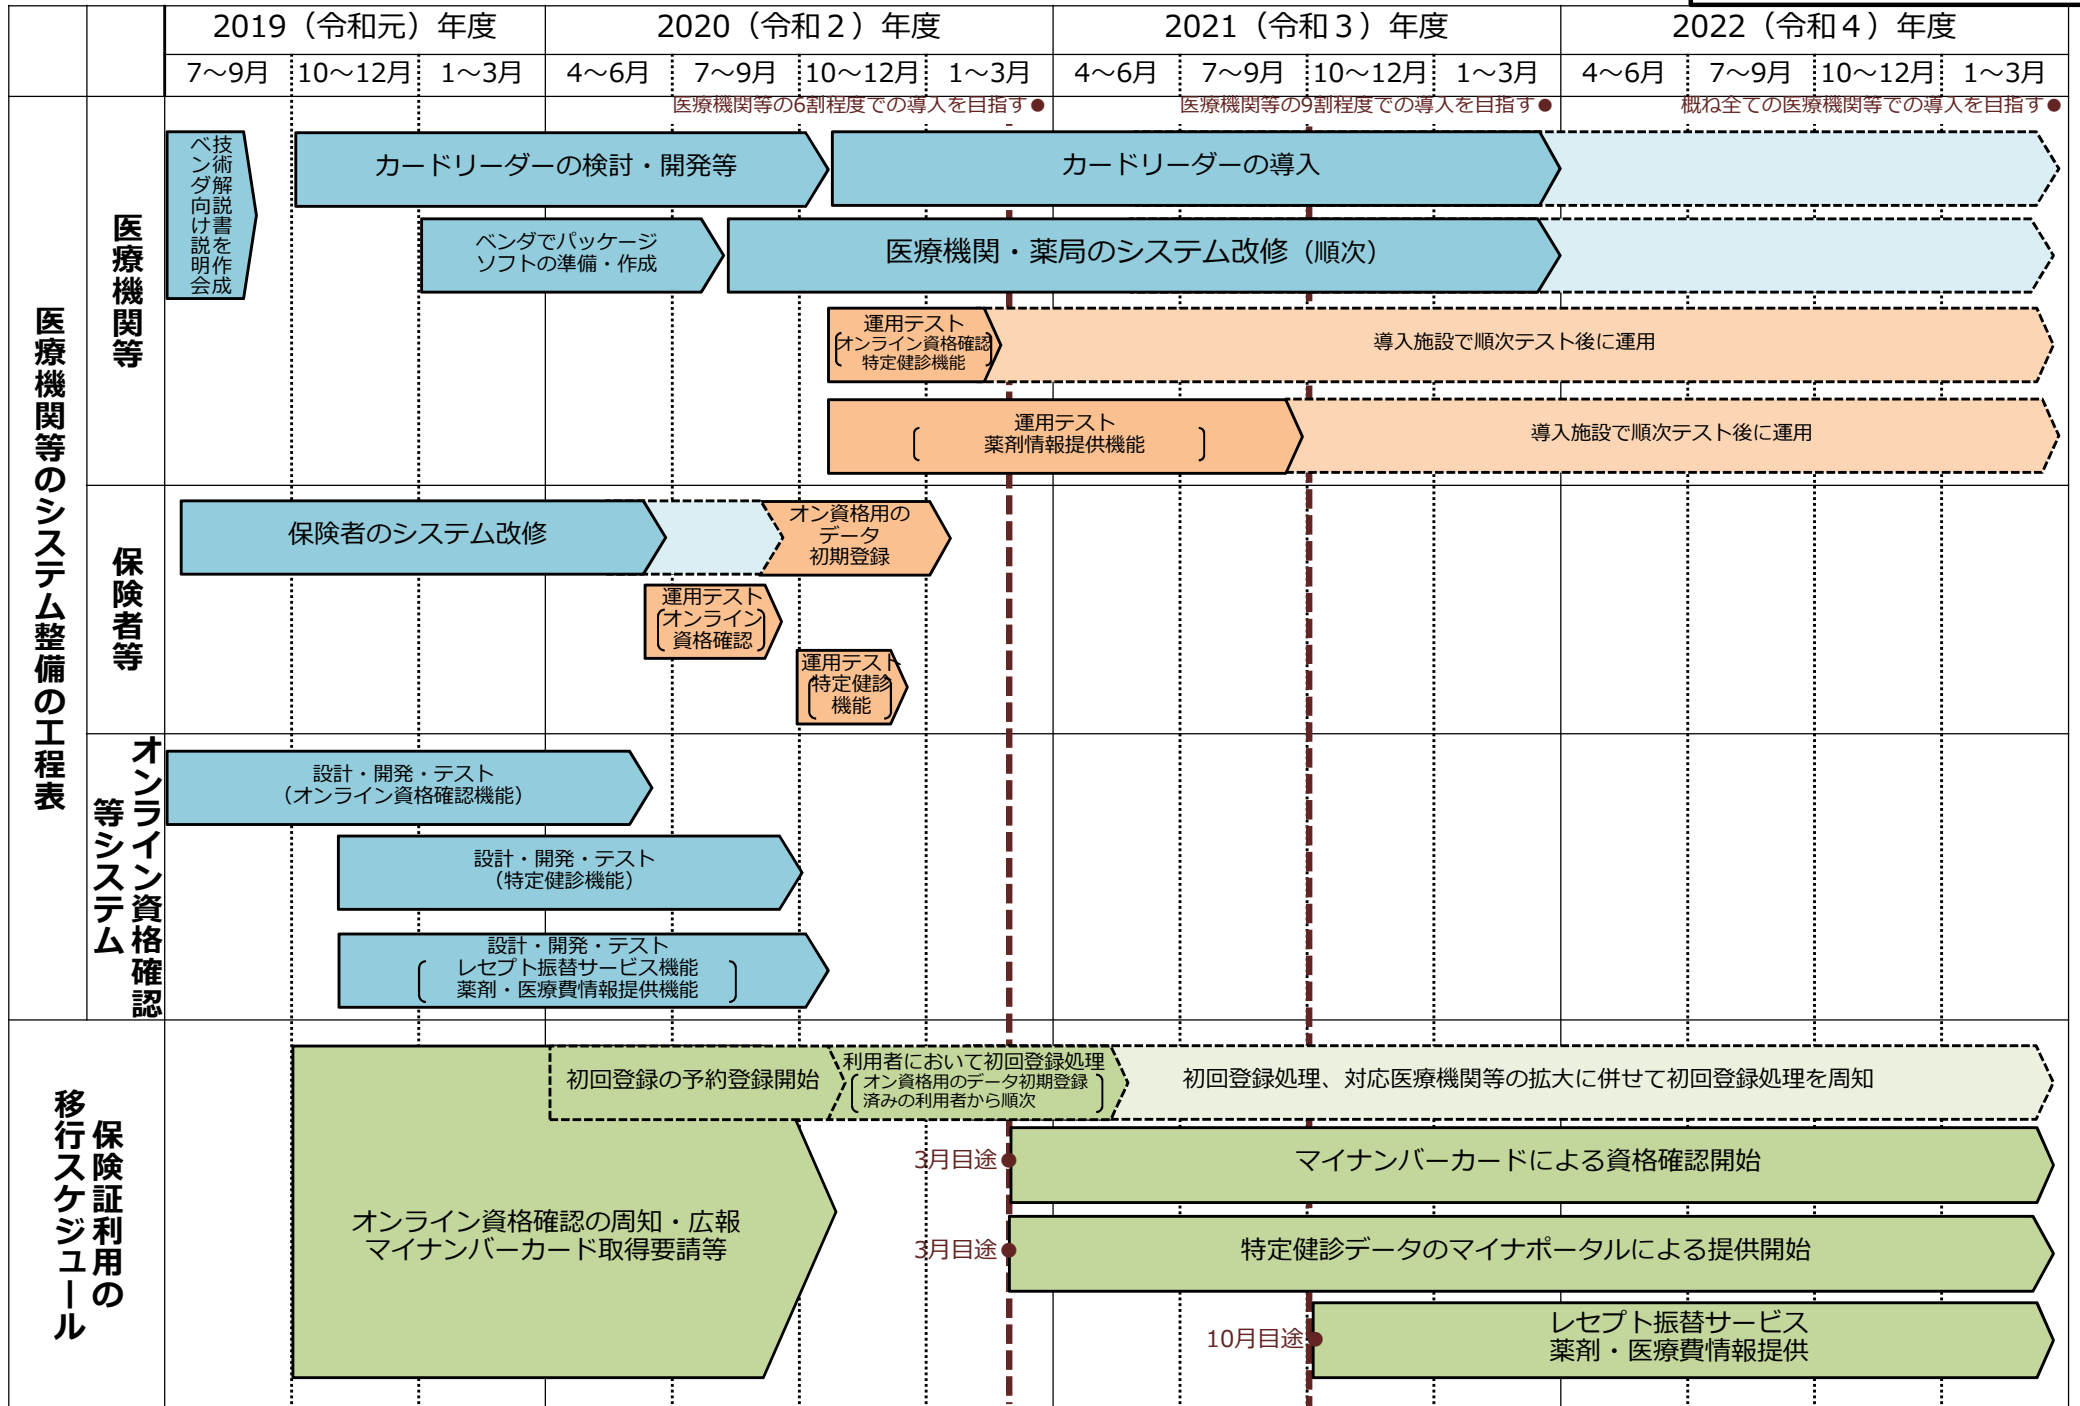 2019（令和元）年度
2020（令和２）年度
2021（令和３）年度
2022（令和４）年度
7～9月
10～12月
1～3月
4～6月
7～9月
10～12月
1～3月
4～6月
7～9月
10～12月
1～3月
4～6月
7～9月
10～12月
1～3月
医療機関等の6割程度での導入を目指す●
医療機関等の9割程度での導入を目指す●
概ね全ての医療機関等での導入を目指す●
医療機関等のシステム整備の工程表
医療機関等
技術解説書を作成
ベンダ向け説明会
カードリーダーの検討・開発等
カードリーダーの導入
ベンダでパッケージ
ソフトの準備・作成
医療機関・薬局のシステム改修（順次）
運用テスト
オンライン資格確認
特定健診機能
導入施設で順次テスト後に運用
運用テスト
薬剤情報提供機能
導入施設で順次テスト後に運用
保険者等
保険者のシステム改修
オン資格用の
データ
初期登録
運用テスト
オンライン
資格確認
運用テスト
特定健診
機能
オンライン資格確認
等システム
設計・開発・テスト
（オンライン資格確認機能）
設計・開発・テスト
（特定健診機能）
設計・開発・テスト
レセプト振替サービス機能
薬剤・医療費情報提供機能
保険証利用の
移行スケジュール
初回登録の予約登録開始
利用者において初回登録処理
オン資格用のデータ初期登録
済みの利用者から順次
初回登録処理、対応医療機関等の拡大に併せて初回登録処理を周知
オンライン資格確認の周知・広報
マイナンバーカード取得要請等
3月目途●
マイナンバーカードによる資格確認開始
3月目途●
特定健診データのマイナポータルによる提供開始
10月目途●
レセプト振替サービス
薬剤・医療費情報提供